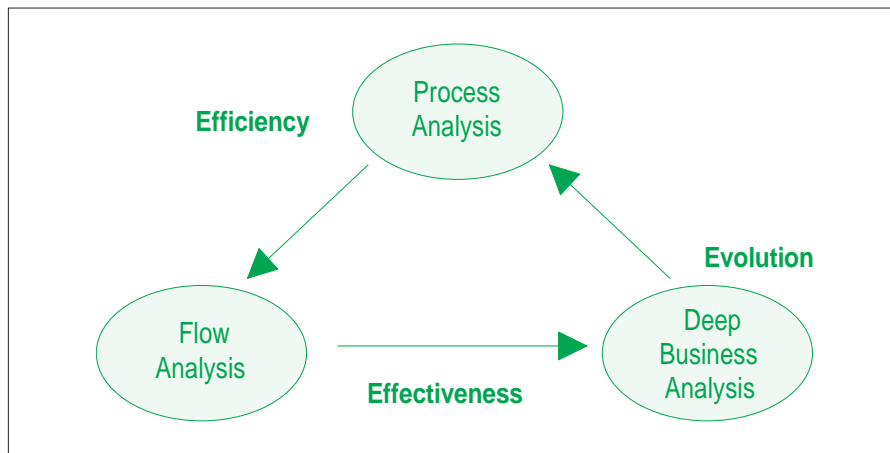 Process
Analysis
Efficiency
Evolution
Flow
Analysis
Deep
Business
Analysis
Effectiveness